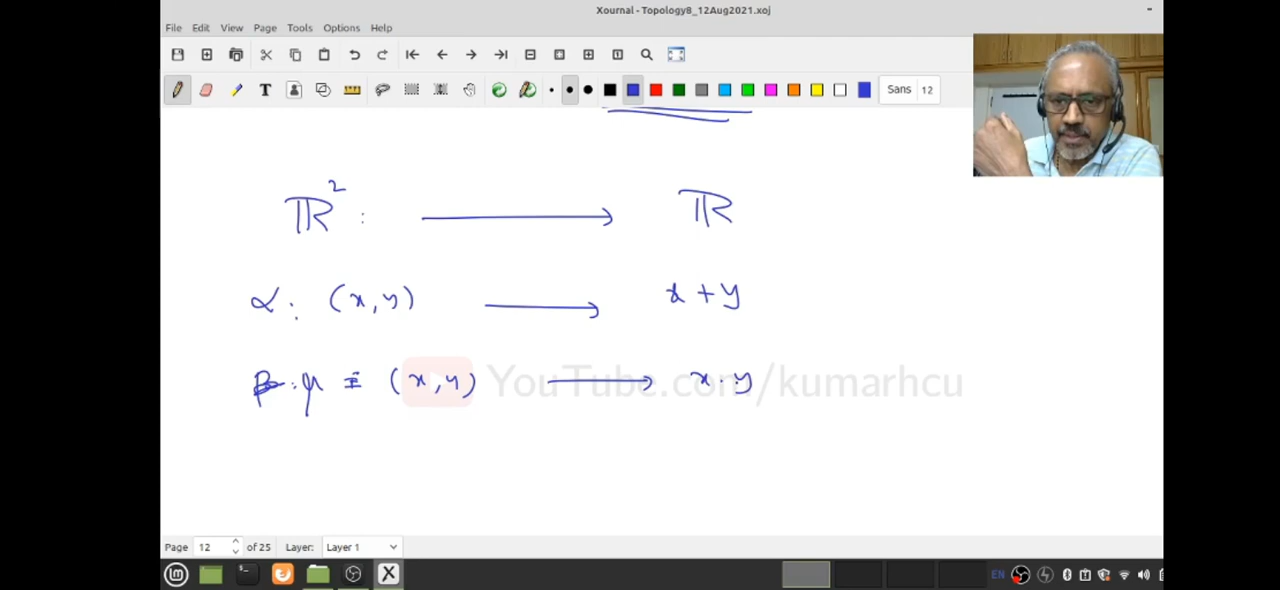 Xournal - Topology8_12Aug2021.xoj
File Edit View Page Tools Options Help
Sans 12
ℝ² : ⟶ ℝ
α : (x, y) ⟶ x + y
μ : (x, y) ⟶ x . y
YouTube.com/kumarhcu
Page 12 of 25 Layer: Layer 1
EN